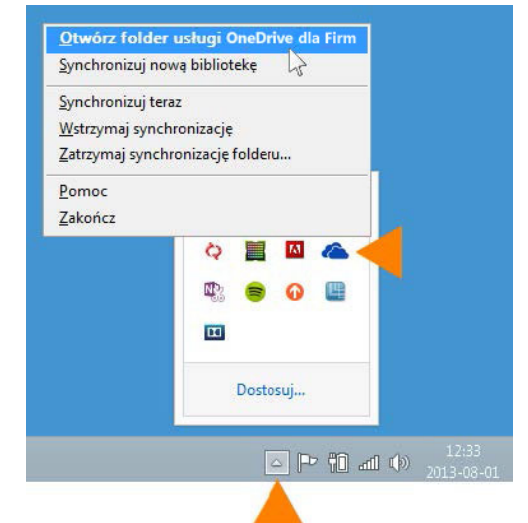 Otwórz folder usługi OneDrive dla Firm
Synchronizuj nową bibliotekę
Synchronizuj teraz
Wstrzymaj synchronizację
Zatrzymaj synchronizację folderu...
Pomoc
Zakończ
Dostosuj...
12:33
2013-08-01